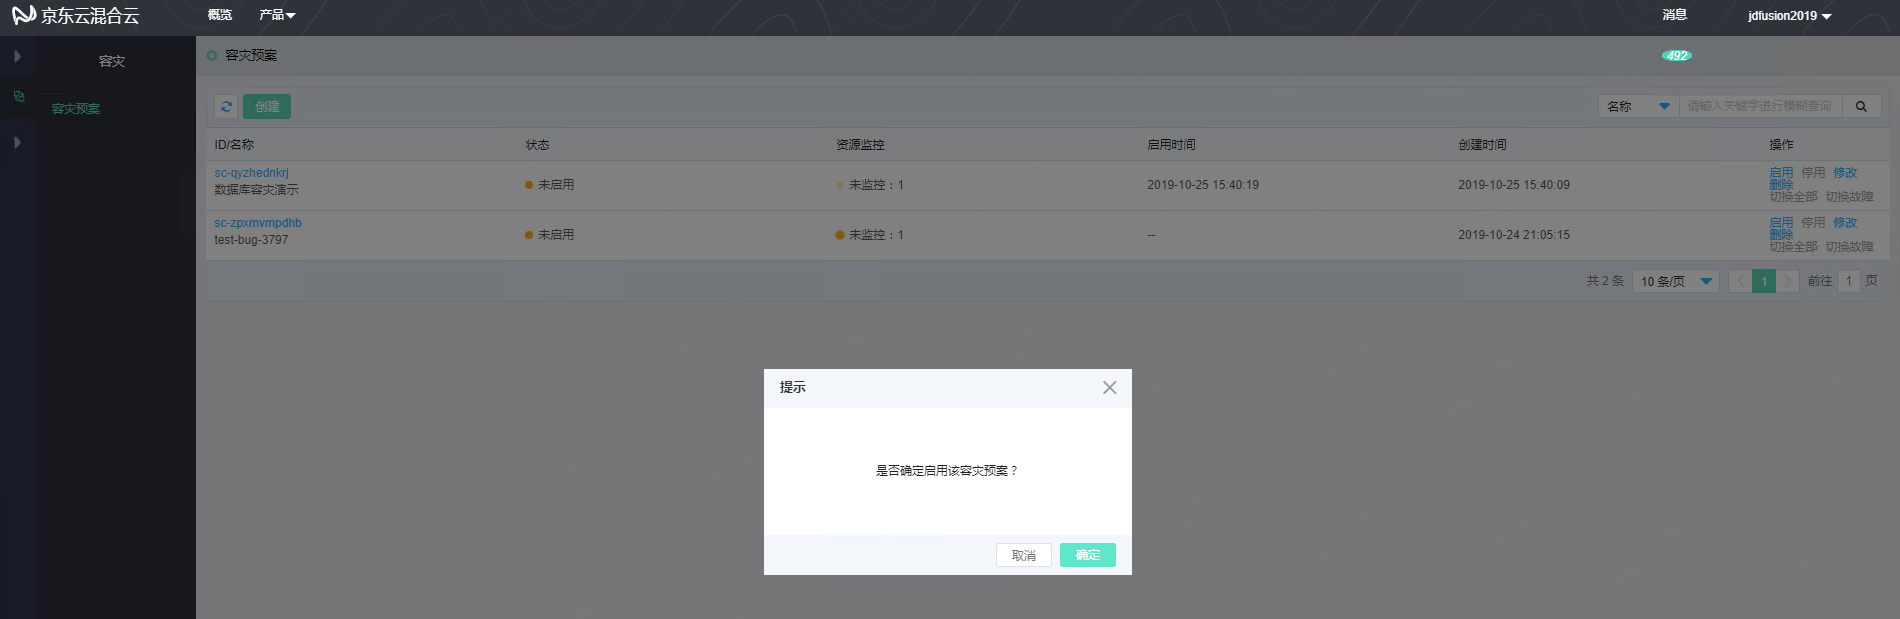 京东云混合云 概览 产品 消息 jdfusion2019
容灾 容灾预案 492
容灾预案
创建 名称 请输入关键字进行模糊查询
ID/名称 状态 资源监控 启用时间 创建时间 操作
sc-qyzhednkrj
数据库容灾演示 未启用 未监控：1 2019-10-25 15:40:19 2019-10-25 15:40:09
启用 停用 修改
删除
切换全部 切换故障
sc-zpxmvmpdhb
test-bug-3797 未启用 未监控：1 -- 2019-10-24 21:05:15
启用 停用 修改
删除
切换全部 切换故障
共 2 条 10 条/页 1 前往 1 页
提示
是否确定启用该容灾预案？
取消 确定